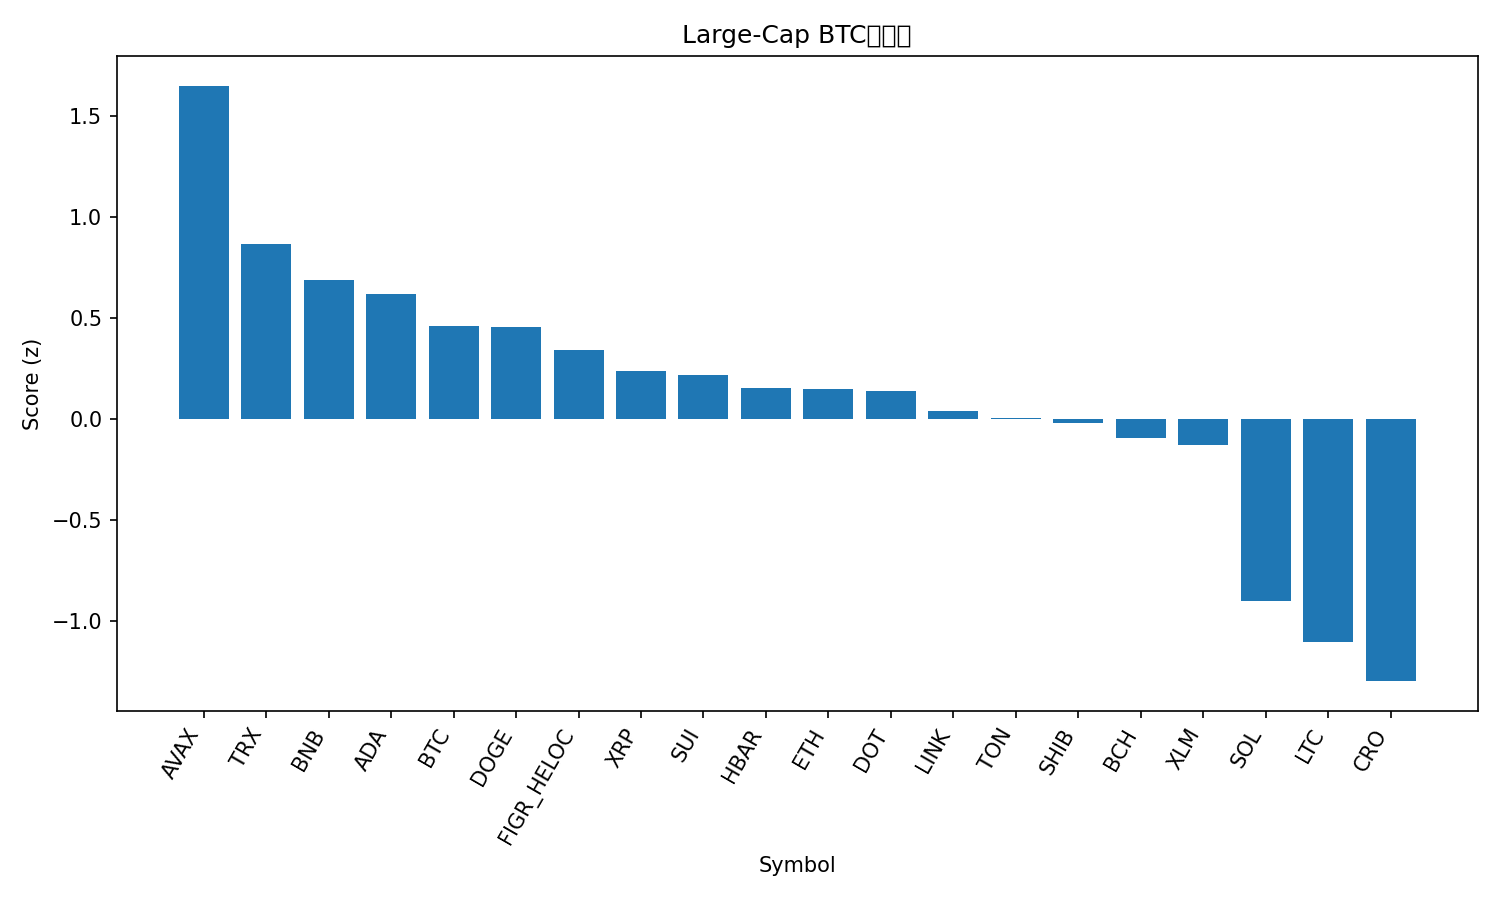 Large-Cap BTC
Score (z)
1.5
1.0
0.5
0.0
−0.5
−1.0
AVAX
TRX
BNB
ADA
BTC
DOGE
FIGR_HELOC
XRP
SUI
HBAR
ETH
DOT
LINK
TON
SHIB
BCH
XLM
SOL
LTC
CRO
Symbol